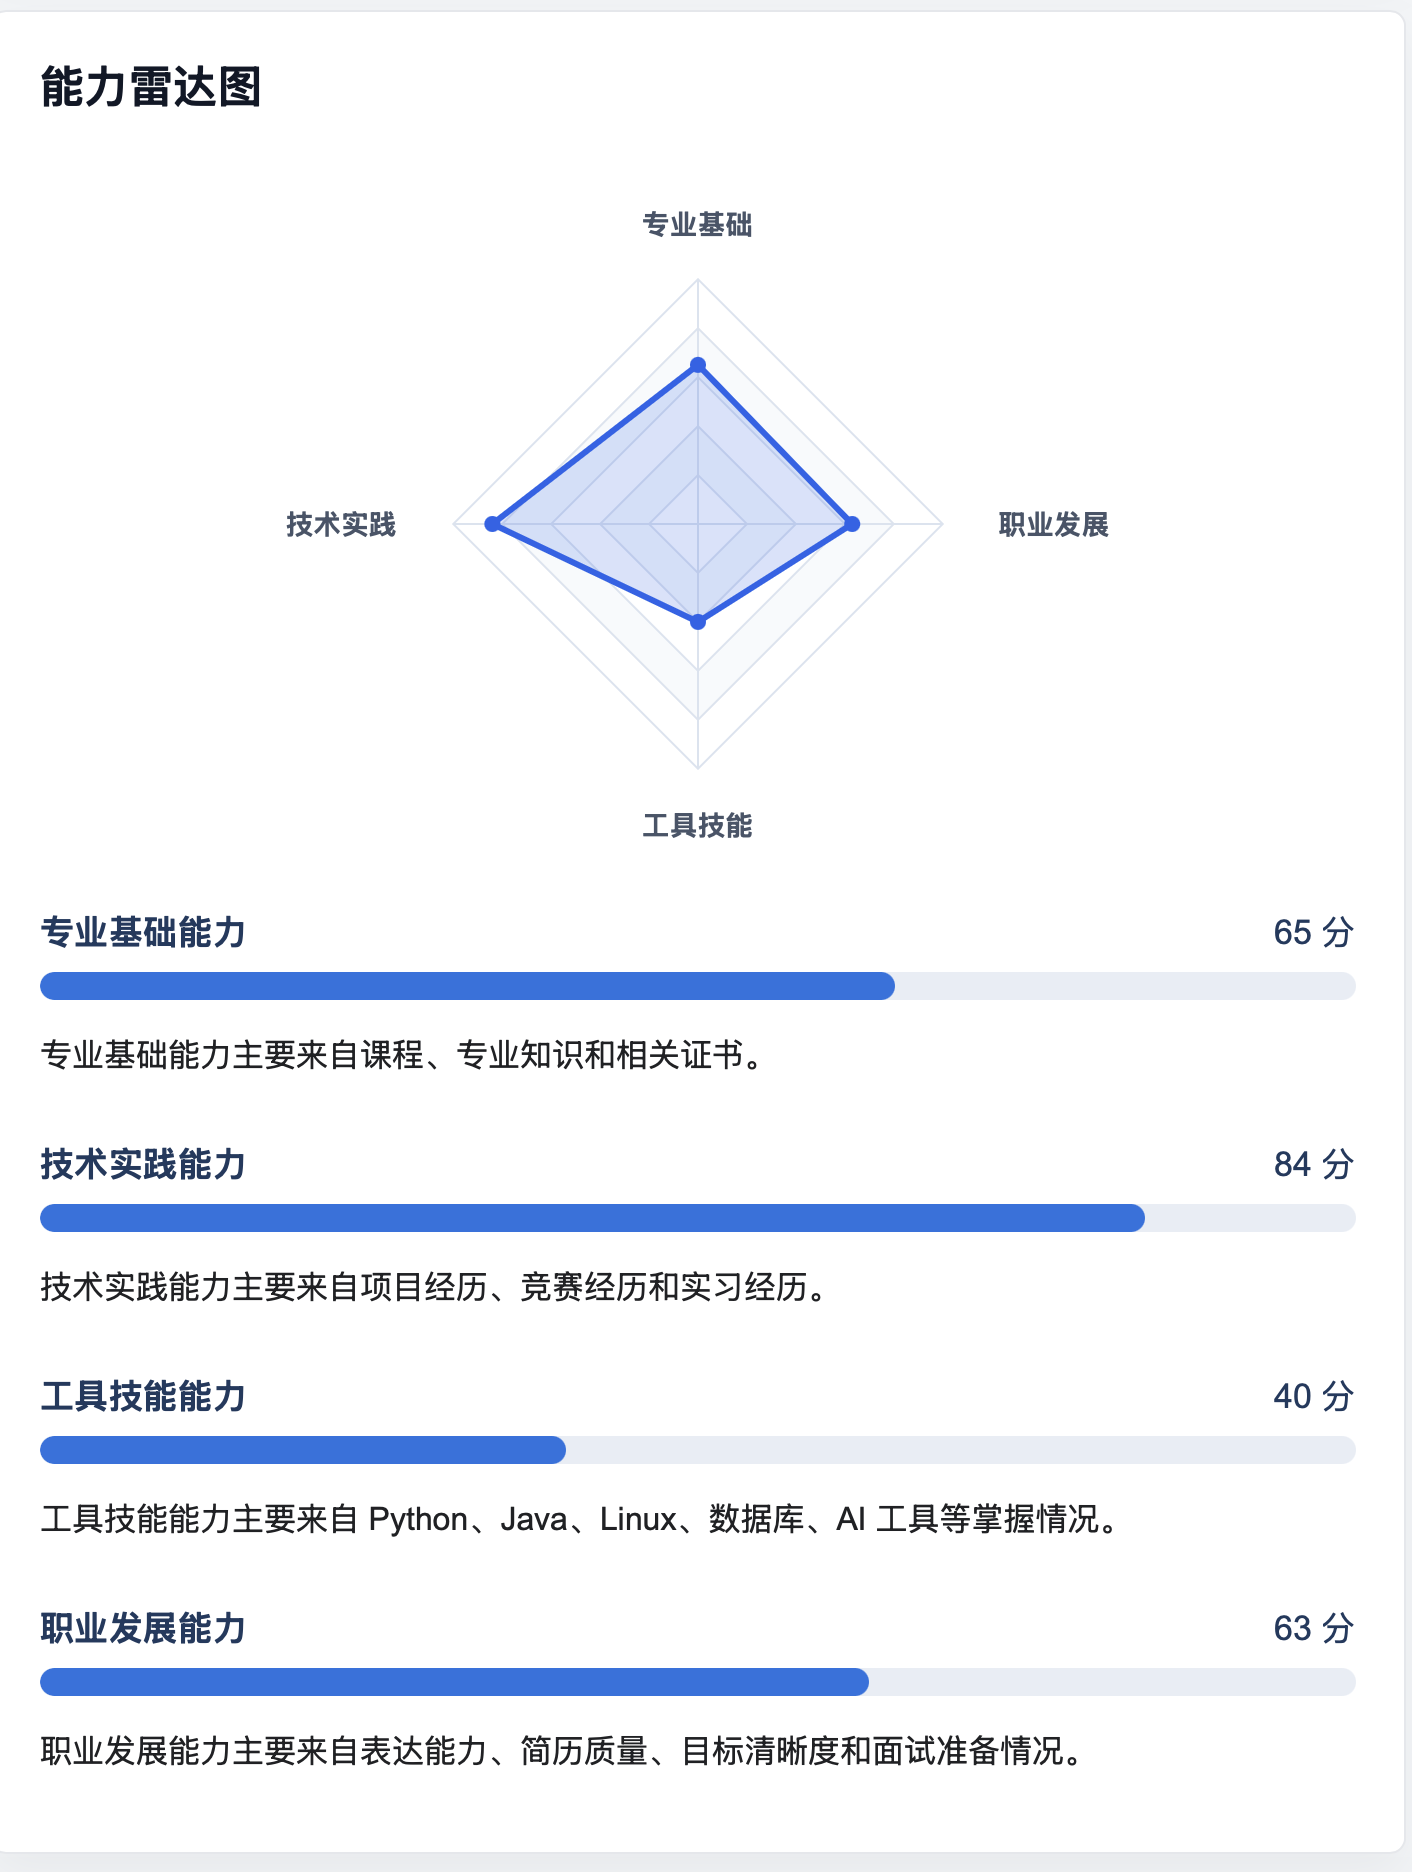 能力雷达图
专业基础
技术实践
职业发展
工具技能
专业基础能力
65 分
专业基础能力主要来自课程、专业知识和相关证书。
技术实践能力
84 分
技术实践能力主要来自项目经历、竞赛经历和实习经历。
工具技能能力
40 分
工具技能能力主要来自 Python、Java、Linux、数据库、AI 工具等掌握情况。
职业发展能力
63 分
职业发展能力主要来自表达能力、简历质量、目标清晰度和面试准备情况。